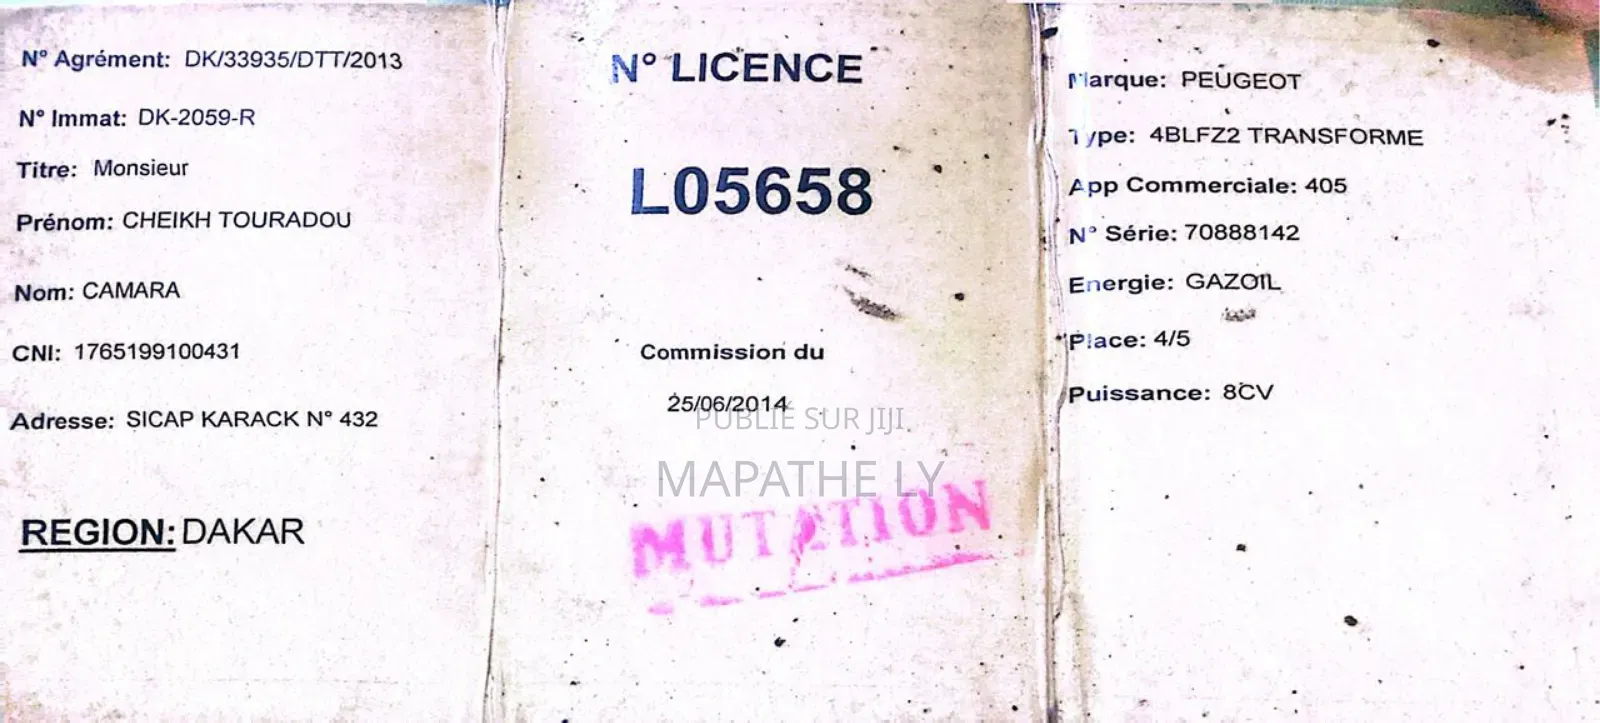 N° Agrément: DK/33935/DTT/2013
N° Immat: DK-2059-R
Titre: Monsieur
Prénom: CHEIKH TOURADOU
Nom: CAMARA
CNI: 1765199100431
Adresse: SICAP KARACK N° 432
REGION: DAKAR
N° LICENCE
L05658
Commission du
25/06/2014
PUBLIÉ SUR JIJI
MAPATHE LY
MUTATION
Marque: PEUGEOT
Type: 4BLFZ2 TRANSFORME
App Commerciale: 405
N° Série: 70888142
Energie: GAZOIL
Place: 4/5
Puissance: 8CV